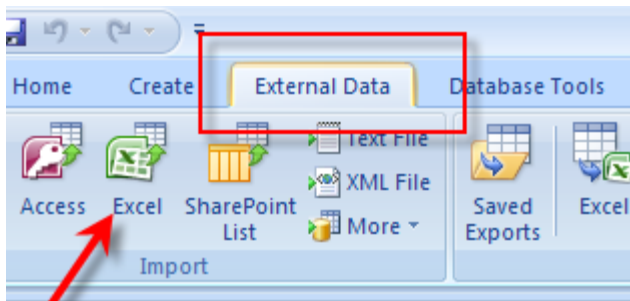 Home Create External Data Database Tools
Text File
XML File
Access Excel SharePoint List More Saved Exports Excel
Import